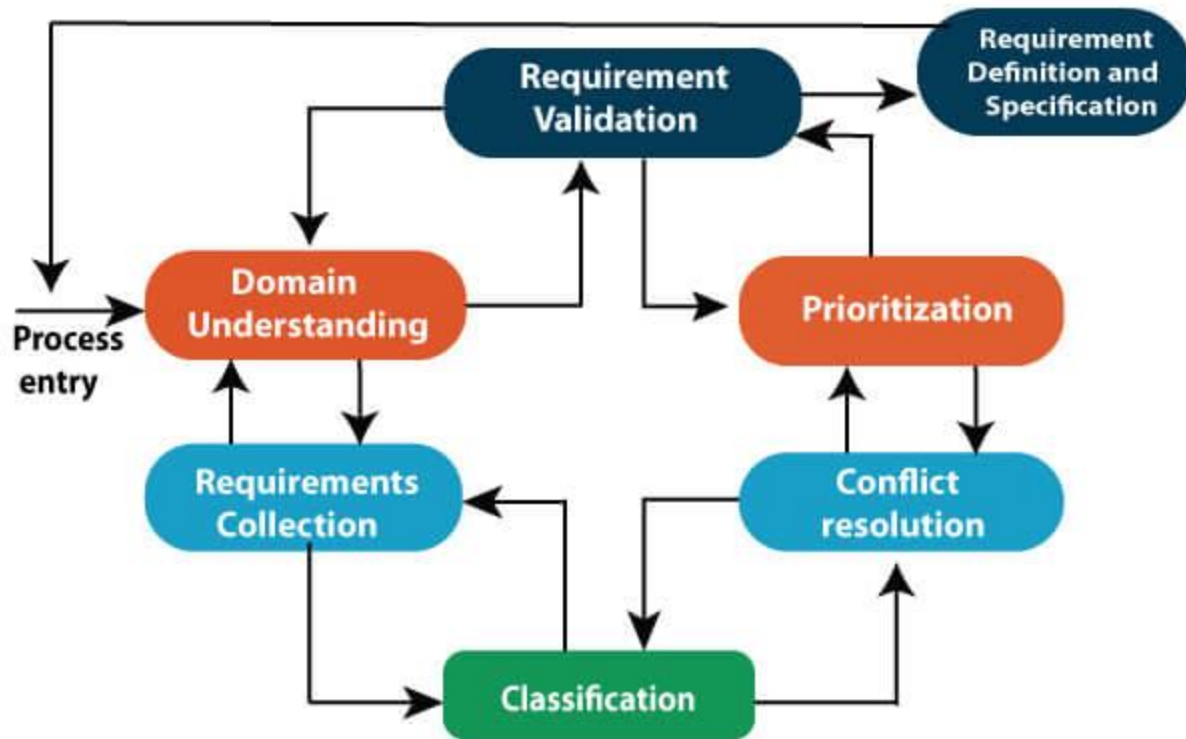 Requirement
Definition and
Specification
Requirement
Validation
Domain
Understanding
Prioritization
Process
entry
Requirements
Collection
Conflict
resolution
Classification